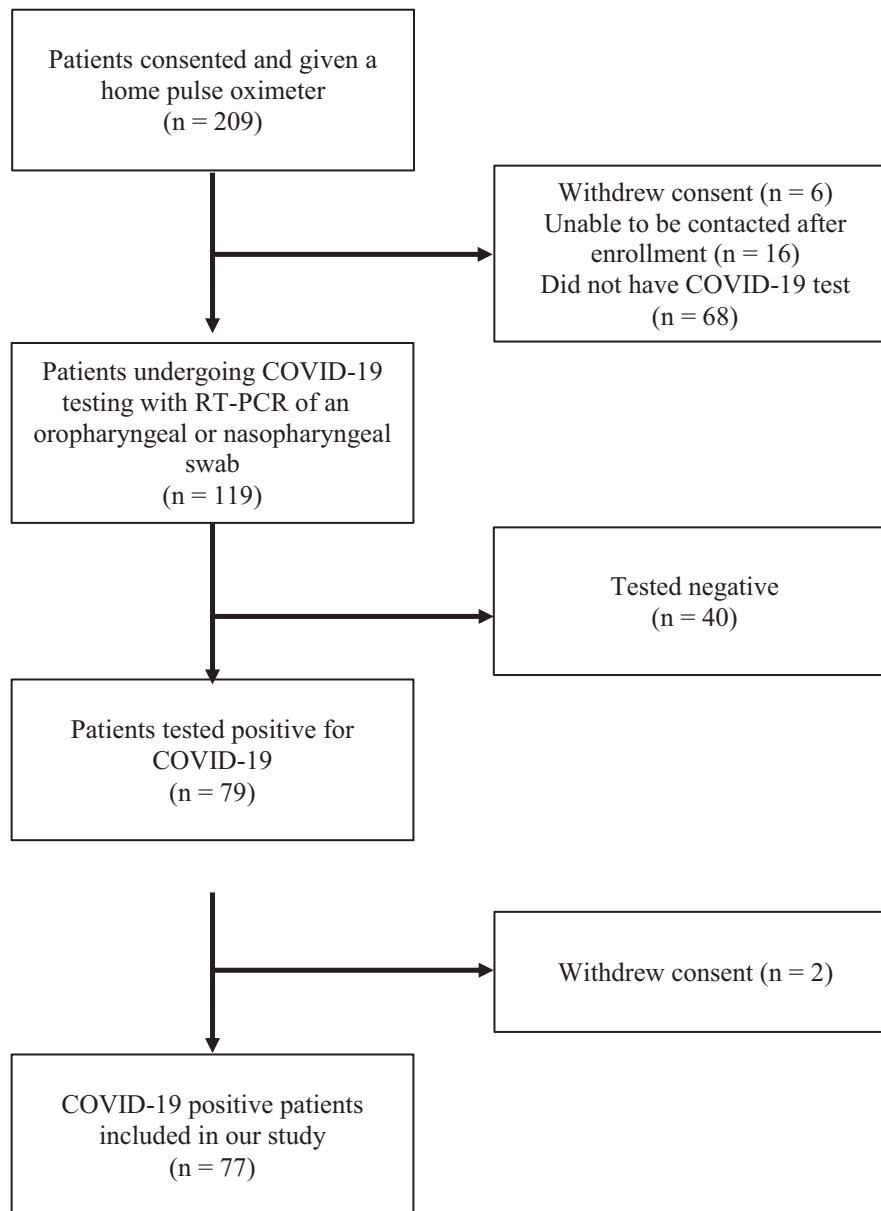 Patients consented and given a
home pulse oximeter
(n = 209)
Withdrew consent (n = 6)
Unable to be contacted after
enrollment (n = 16)
Did not have COVID-19 test
(n = 68)
Patients undergoing COVID-19
testing with RT-PCR of an
oropharyngeal or nasopharyngeal
swab
(n = 119)
Tested negative
(n = 40)
Patients tested positive for
COVID-19
(n = 79)
Withdrew consent (n = 2)
COVID-19 positive patients
included in our study
(n = 77)